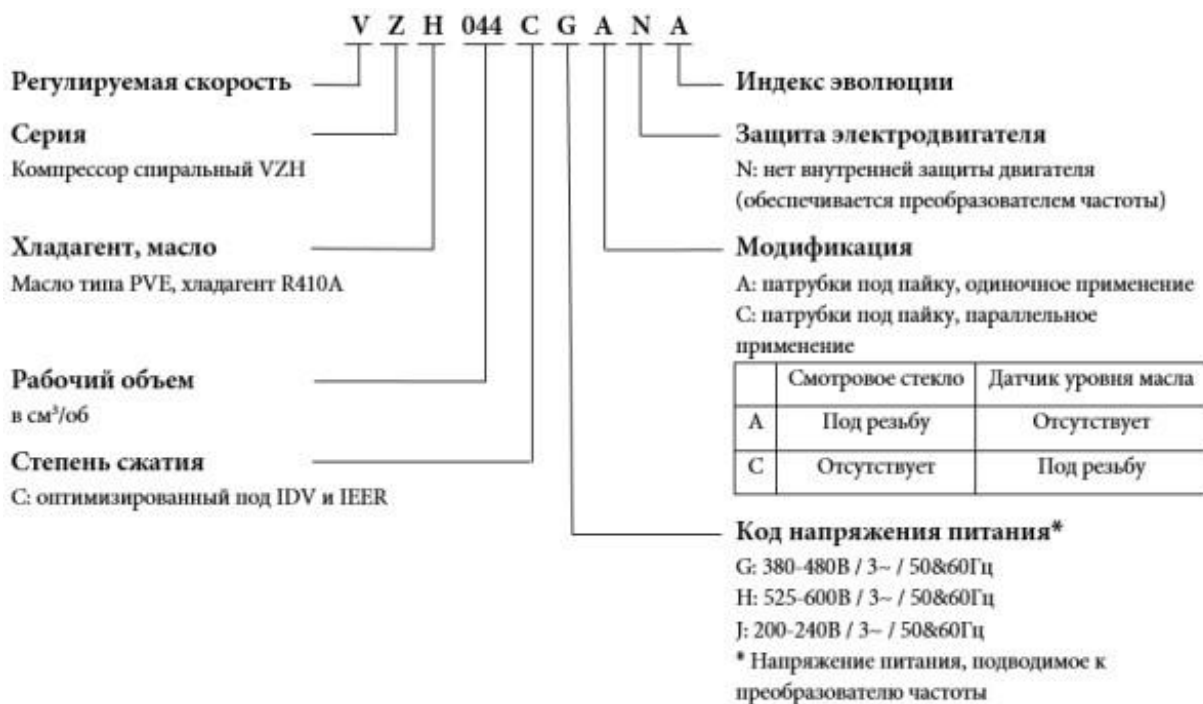 V Z H 044 C G A N A
Регулируемая скорость
Серия
Компрессор спиральный VZH
Хладагент, масло
Масло типа PVE, хладагент R410A
Рабочий объем
в см³/об
Степень сжатия
C: оптимизированный под IDV и IEER
Индекс эволюции
Защита электродвигателя
N: нет внутренней защиты двигателя
(обеспечивается преобразователем частоты)
Модификация
A: патрубки под пайку, одиночное применение
C: патрубки под пайку, параллельное
применение
Смотровое стекло Датчик уровня масла
A Под резьбу Отсутствует
C Отсутствует Под резьбу
Код напряжения питания*
G: 380-480В / 3~ / 50&60Гц
H: 525-600В / 3~ / 50&60Гц
J: 200-240В / 3~ / 50&60Гц
* Напряжение питания, подводимое к
преобразователю частоты